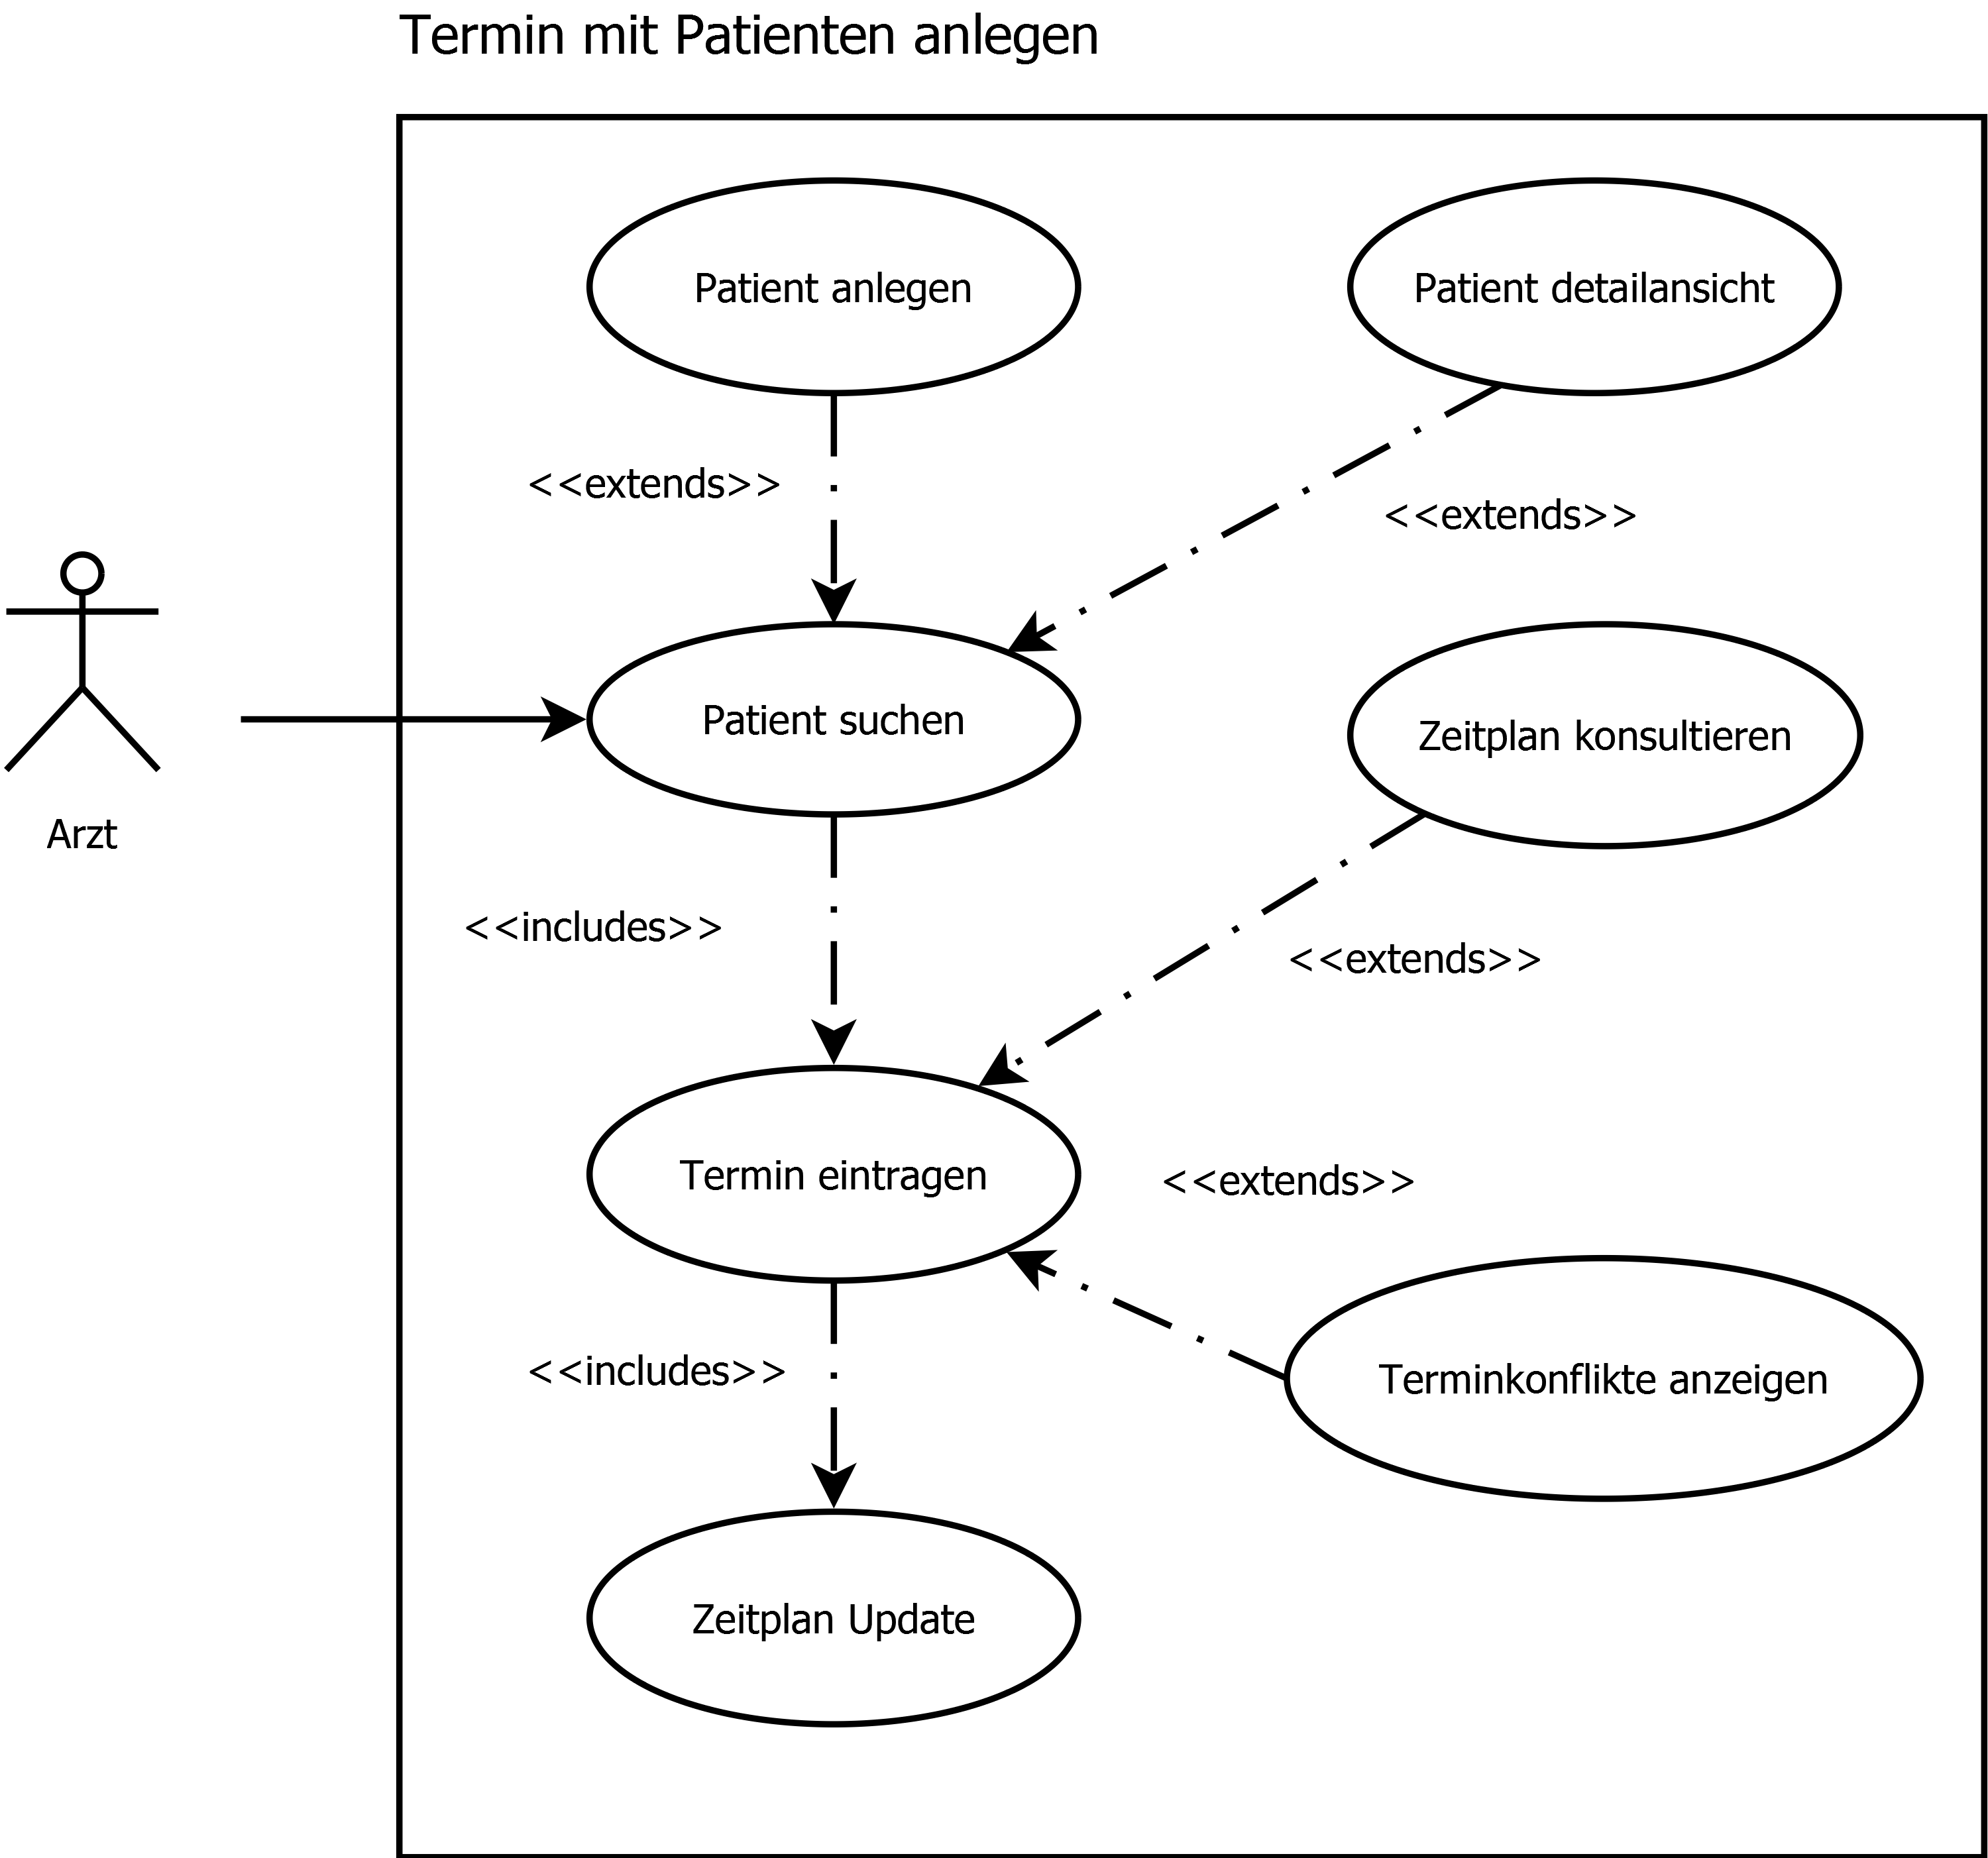 Termin mit Patienten anlegen
Patient anlegen
Patient detailansicht
<<extends>>
<<extends>>
Patient suchen
Zeitplan konsultieren
Arzt
<<includes>>
<<extends>>
Termin eintragen
<<extends>>
<<includes>>
Terminkonflikte anzeigen
Zeitplan Update